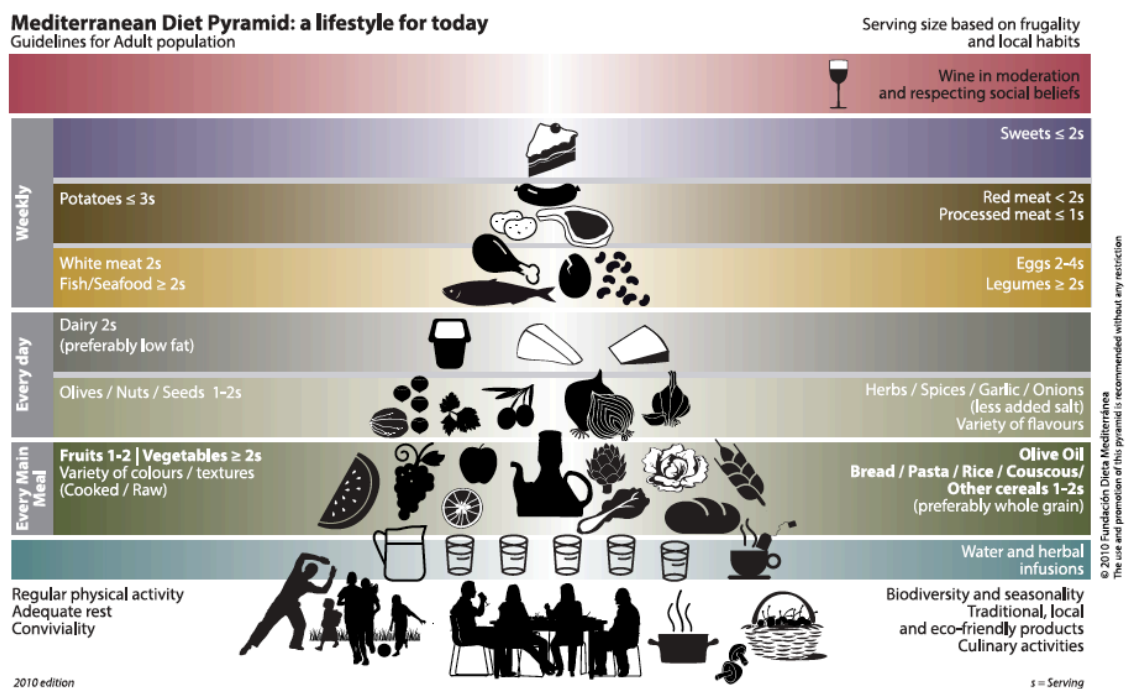 Mediterranean Diet Pyramid: a lifestyle for today
Guidelines for Adult population
Serving size based on frugality
and local habits
Wine in moderation
and respecting social beliefs
Weekly
Sweets ≤ 2s
Potatoes ≤ 3s
Red meat < 2s
Processed meat ≤ 1s
White meat 2s
Fish/Seafood ≥ 2s
Eggs 2-4s
Legumes ≥ 2s
Every day
Dairy 2s
(preferably low fat)
Olives / Nuts / Seeds 1-2s
Herbs / Spices / Garlic / Onions
(less added salt)
Variety of flavours
Every Main
Meal
Fruits 1-2 | Vegetables ≥ 2s
Variety of colours / textures
(Cooked / Raw)
Olive Oil
Bread / Pasta / Rice / Couscous/
Other cereals 1-2s
(preferably whole grain)
Water and herbal
infusions
Regular physical activity
Adequate rest
Conviviality
Biodiversity and seasonality
Traditional, local
and eco-friendly products
Culinary activities
2010 edition
s = Serving
© 2010 Fundación Dieta Mediterránea
The use and promotion of this pyramid is recommended without any restriction